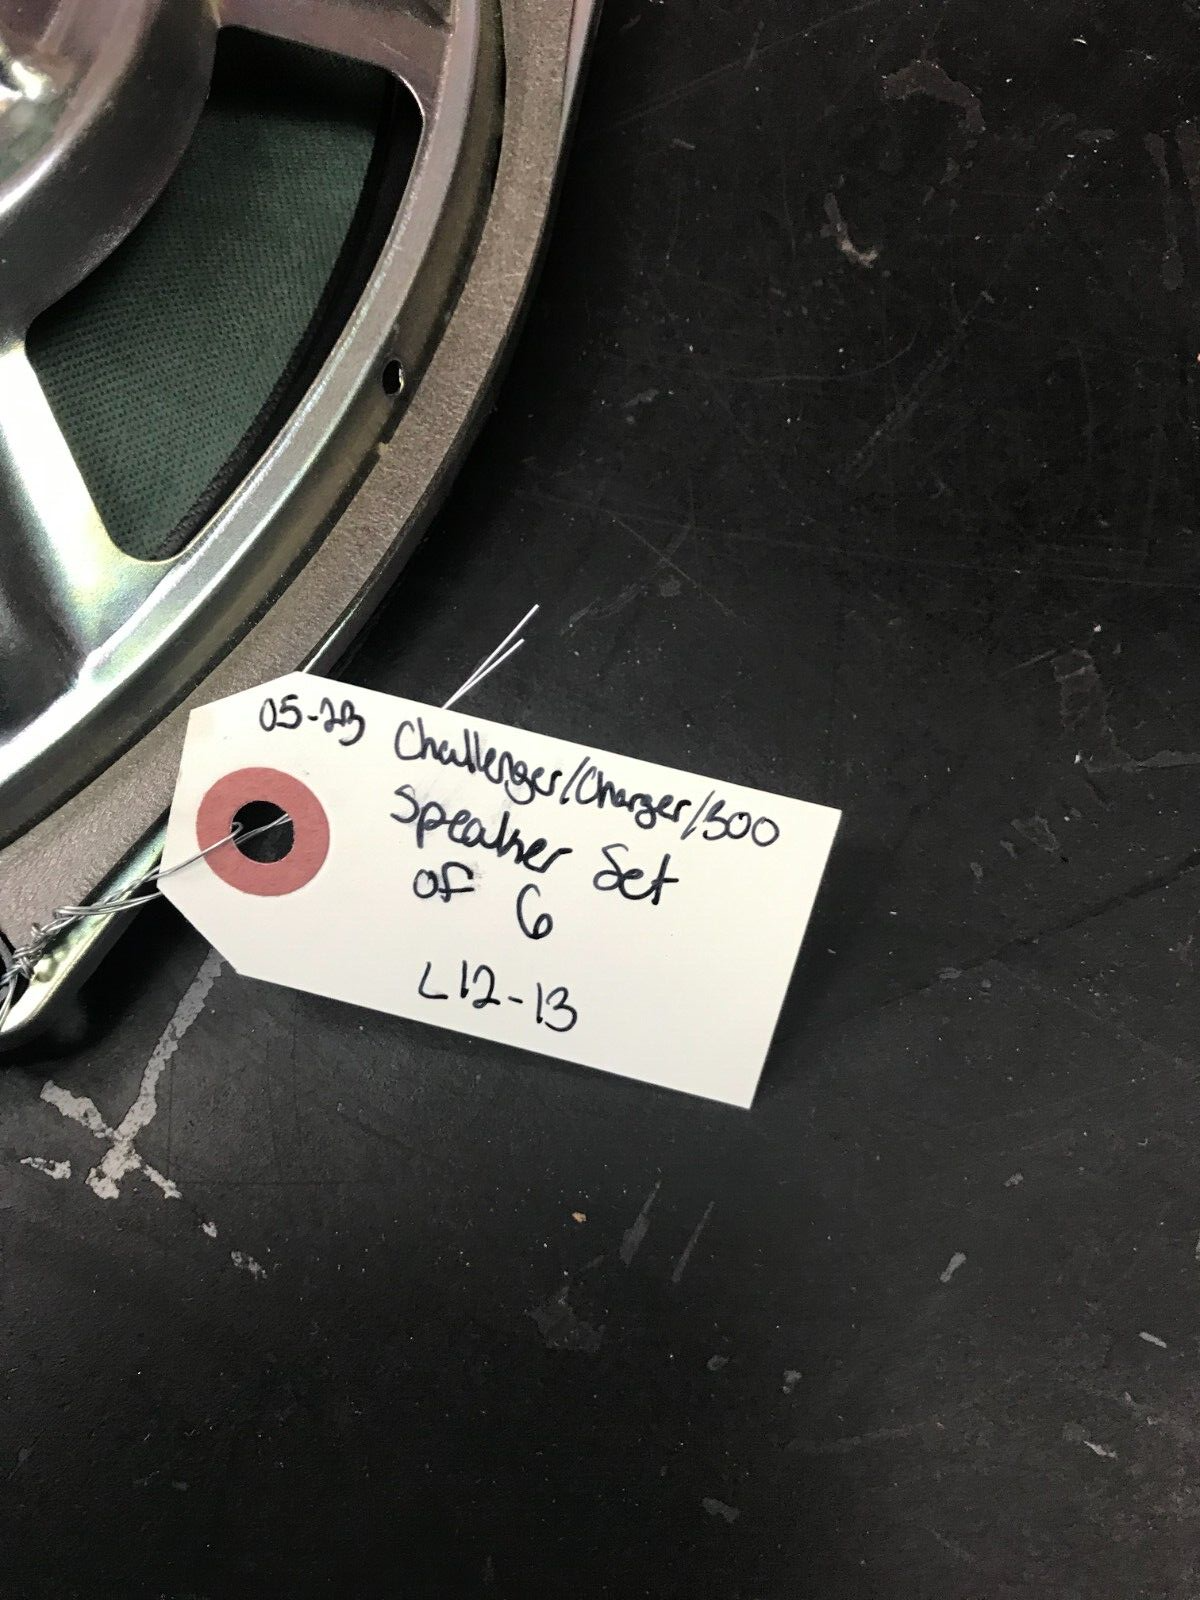 05-23 Challenger/Charger/300
Speaker Set
of 6
L12-13